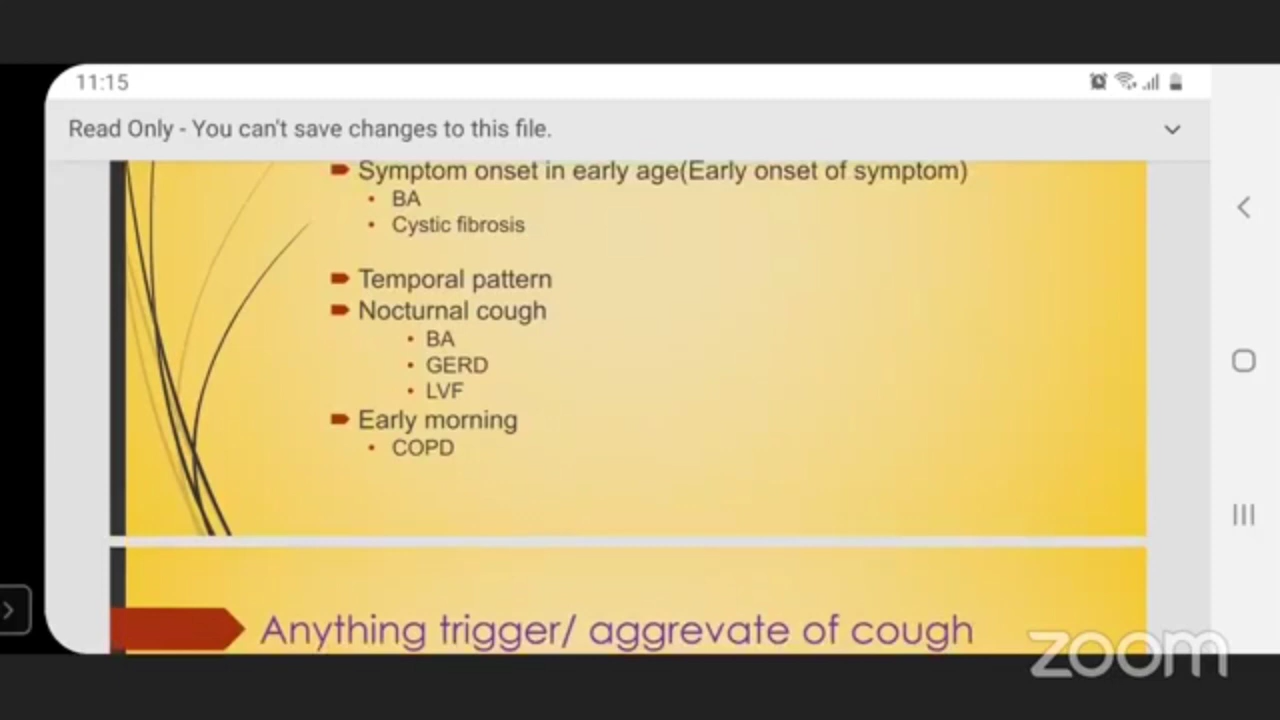 11:15
Read Only - You can't save changes to this file.
Symptom onset in early age(Early onset of symptom)
BA
Cystic fibrosis
Temporal pattern
Nocturnal cough
BA
GERD
LVF
Early morning
COPD
Anything trigger/ aggrevate of cough
zoom